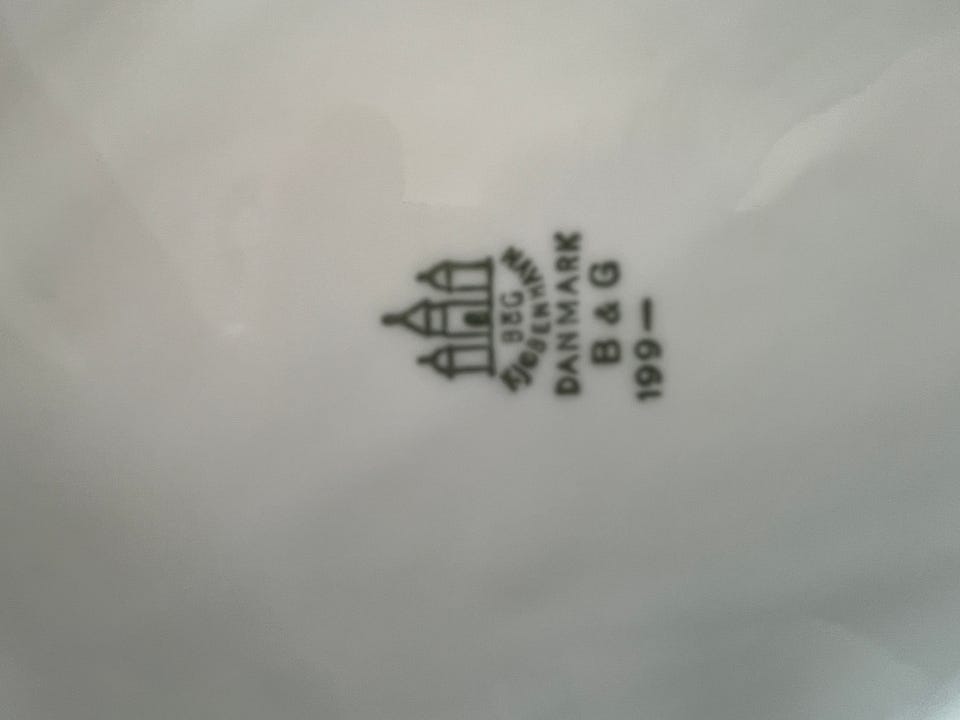 B&G
KJØBENHAVN
DANMARK
B & G
199—